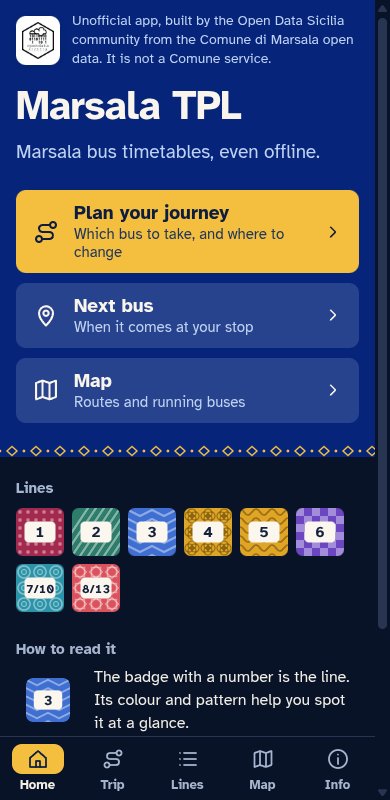 Unofficial app, built by the Open Data Sicilia
community from the Comune di Marsala open
data. It is not a Comune service.
Marsala TPL
Marsala bus timetables, even offline.
Plan your journey
Which bus to take, and where to
change
Next bus
When it comes at your stop
Map
Routes and running buses
Lines
1 2 3 4 5 6
7/10 8/13
How to read it
3
The badge with a number is the line.
Its colour and pattern help you spot
it at a glance.
Home Trip Lines Map Info